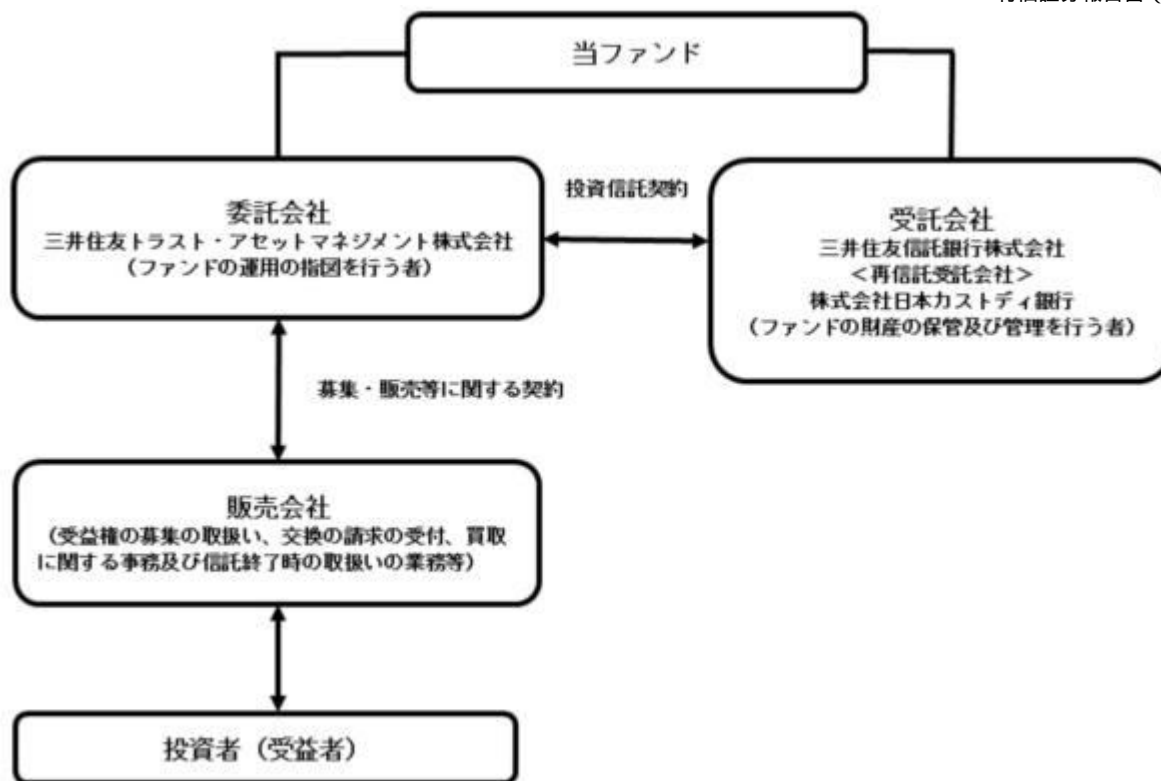 当ファンド
委託会社
三井住友トラスト・アセットマネジメント株式会社
（ファンドの運用の指図を行う者）
投資信託契約
受託会社
三井住友信託銀行株式会社
＜再信託受託会社＞
株式会社日本カストディ銀行
（ファンドの財産の保管及び管理を行う者）
募集・販売等に関する契約
販売会社
（受益権の募集の取扱い、交換の請求の受付、買取
に関する事務及び信託終了時の取扱いの業務等）
投資者（受益者）